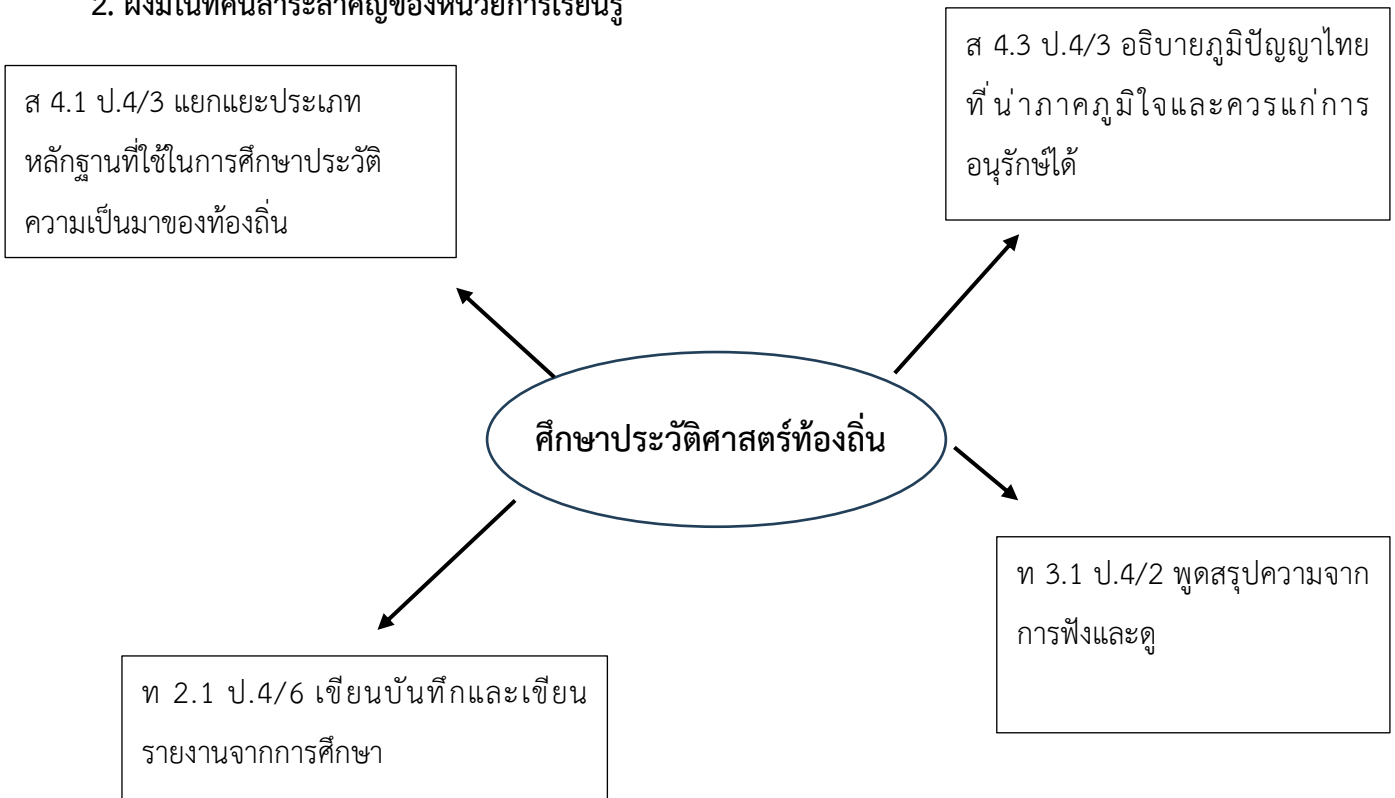 2. ผังมโนทัศน์สาระสำคัญของหน่วยการเรียนรู้
ส 4.1 ป.4/3 แยกแยะประเภท
หลักฐานที่ใช้ในการศึกษาประวัติ
ความเป็นมาของท้องถิ่น
ส 4.3 ป.4/3 อธิบายภูมิปัญญาไทย
ที่น่าภาคภูมิใจและควรแก่การ
อนุรักษ์ได้
ศึกษาประวัติศาสตร์ท้องถิ่น
ท 3.1 ป.4/2 พูดสรุปความจาก
การฟังและดู
ท 2.1 ป.4/6 เขียนบันทึกและเขียน
รายงานจากการศึกษา